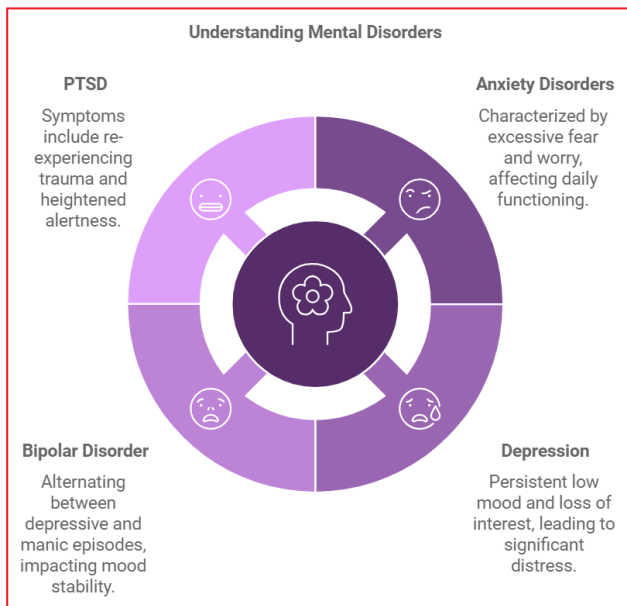 Understanding Mental Disorders
PTSD
Symptoms
include re-
experiencing
trauma and
heightened
alertness.
Anxiety Disorders
Characterized by
excessive fear
and worry,
affecting daily
functioning.
Bipolar Disorder
Alternating
between
depressive and
manic episodes,
impacting mood
stability.
Depression
Persistent low
mood and loss of
interest, leading to
significant
distress.